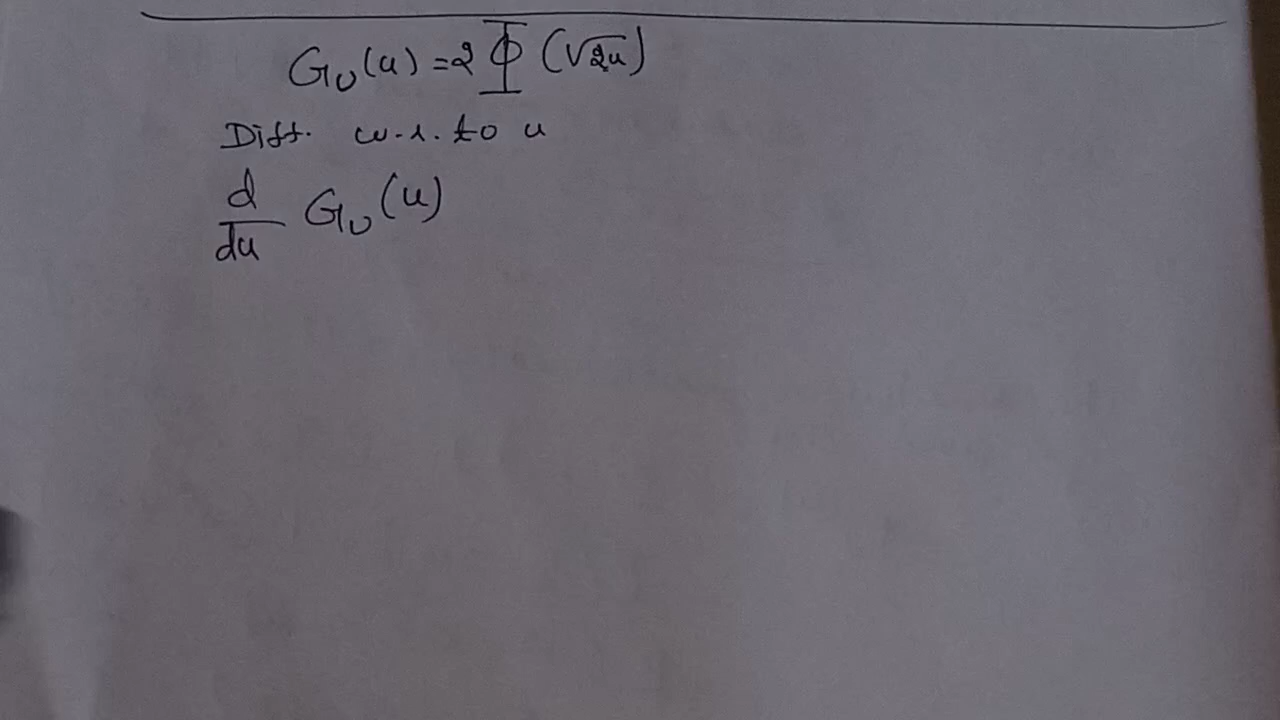 G_U(u) = 2 Φ(√2u)
Diff. w.r. to u
d/du G_U(u)